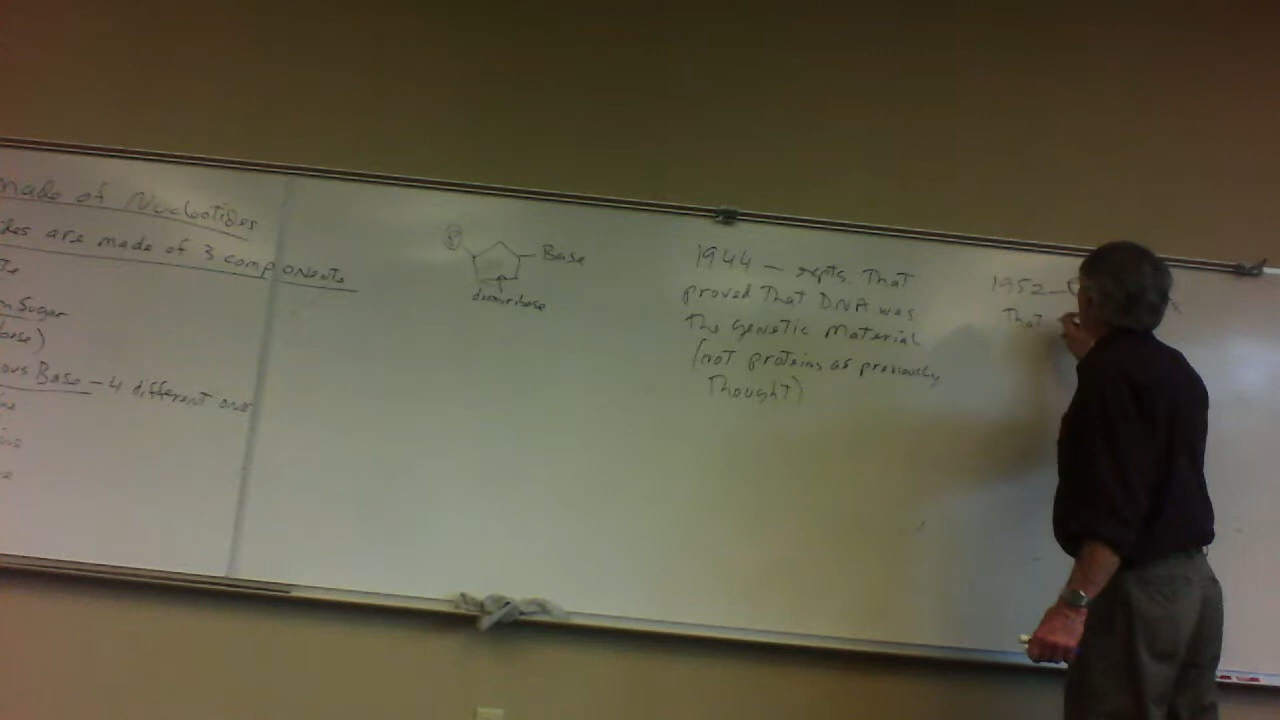 made of Nucleotides
des are made of 3 components
n Sugar
ose)
ous Base - 4 different ones
P
Base
deoxyribose
1944 - expts. That
proved That DNA was
The Genetic Material
(not proteins as previously
Thought)
1952 -
That